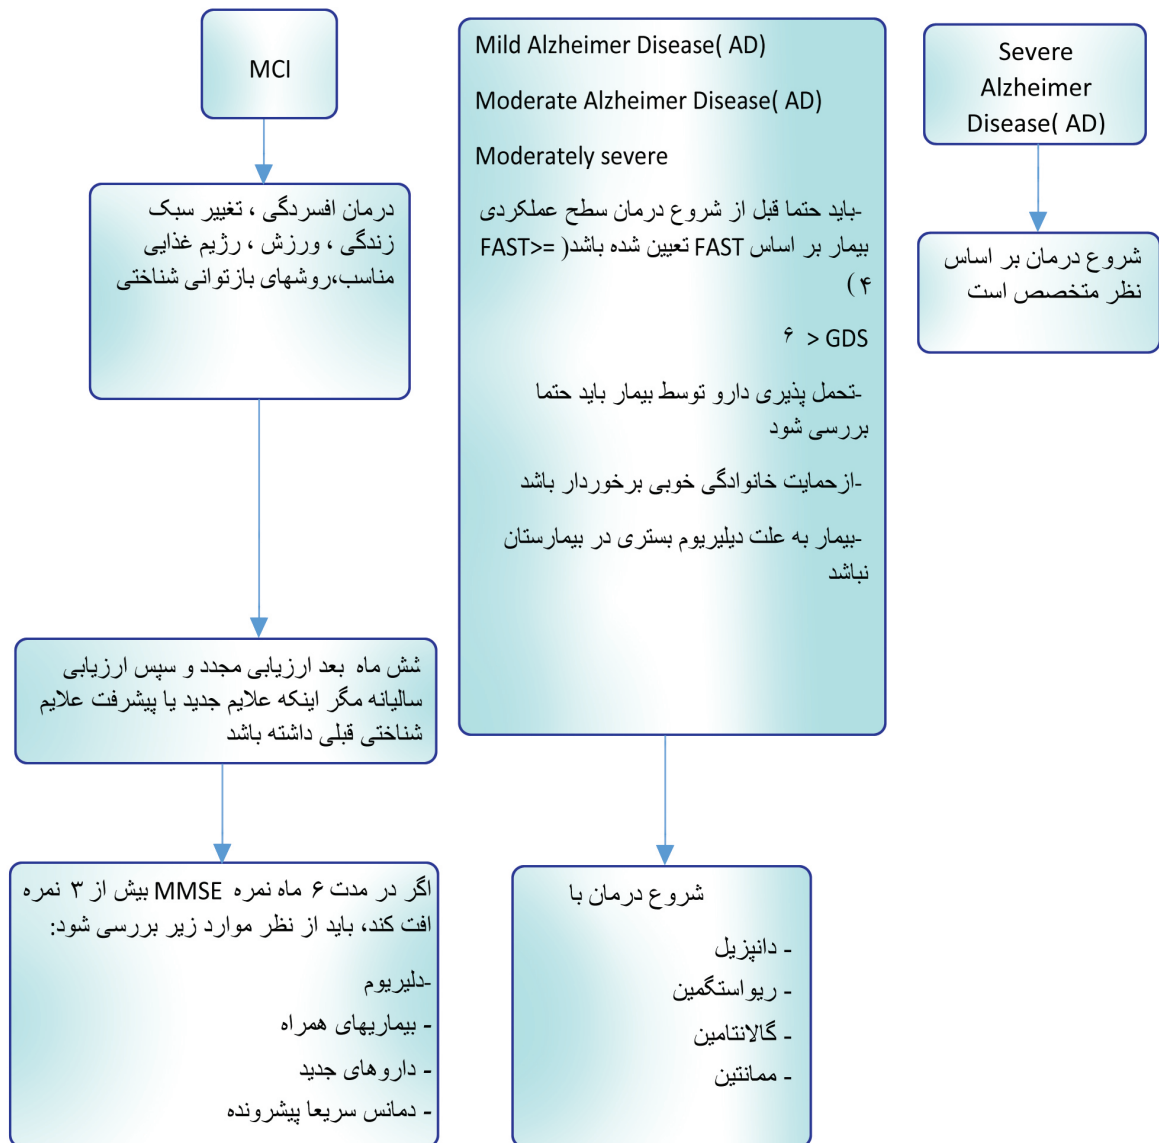 MCI
درمان افسردگی ، تغییر سبک
زندگی ، ورزش ، رژیم غذایی
مناسب،روشهای بازتوانی شناختی
شش ماه بعد ارزیابی مجدد و سپس ارزیابی
سالیانه مگر اینکه علایم جدید یا پیشرفت علایم
شناختی قبلی داشته باشد
اگر در مدت ۶ ماه نمره MMSE بیش از ۳ نمره
افت کند، باید از نظر موارد زیر بررسی شود:
-دلیریوم
- بیماریهای همراه
- داروهای جدید
- دمانس سریعا پیشرونده
Mild Alzheimer Disease( AD)
Moderate Alzheimer Disease( AD)
Moderately severe
-باید حتما قبل از شروع درمان سطح عملکردی
بیمار بر اساس FAST تعیین شده باشد( =<FAST
۴ )
۶ > GDS
-تحمل پذیری دارو توسط بیمار باید حتما
بررسی شود
-ازحمایت خانوادگی خوبی برخوردار باشد
-بیمار به علت دیلیریوم بستری در بیمارستان
نباشد
شروع درمان با
- دانپزیل
- ریواستگمین
- گالانتامین
- ممانتین
Severe
Alzheimer
Disease( AD)
شروع درمان بر اساس
نظر متخصص است